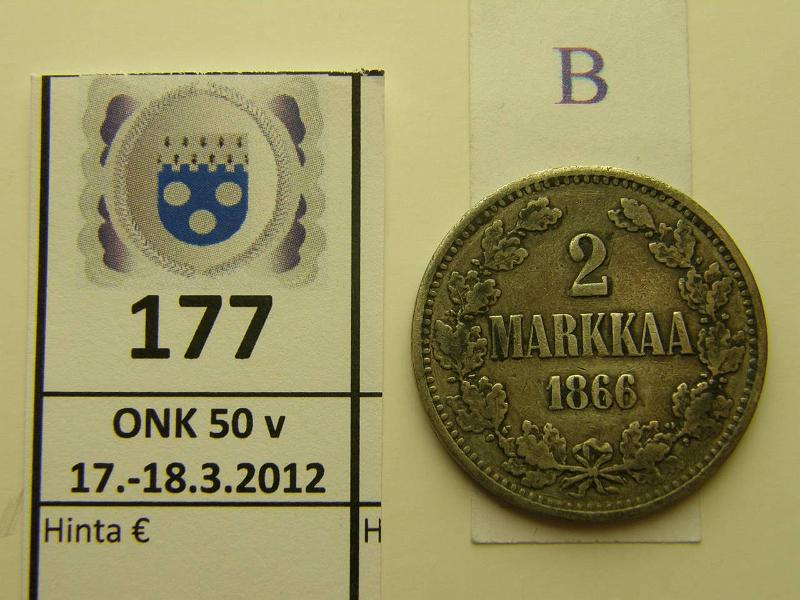 177
ONK 50 v
17.-18.3.2012
Hinta €
H
B
2
MARKKAA
1866